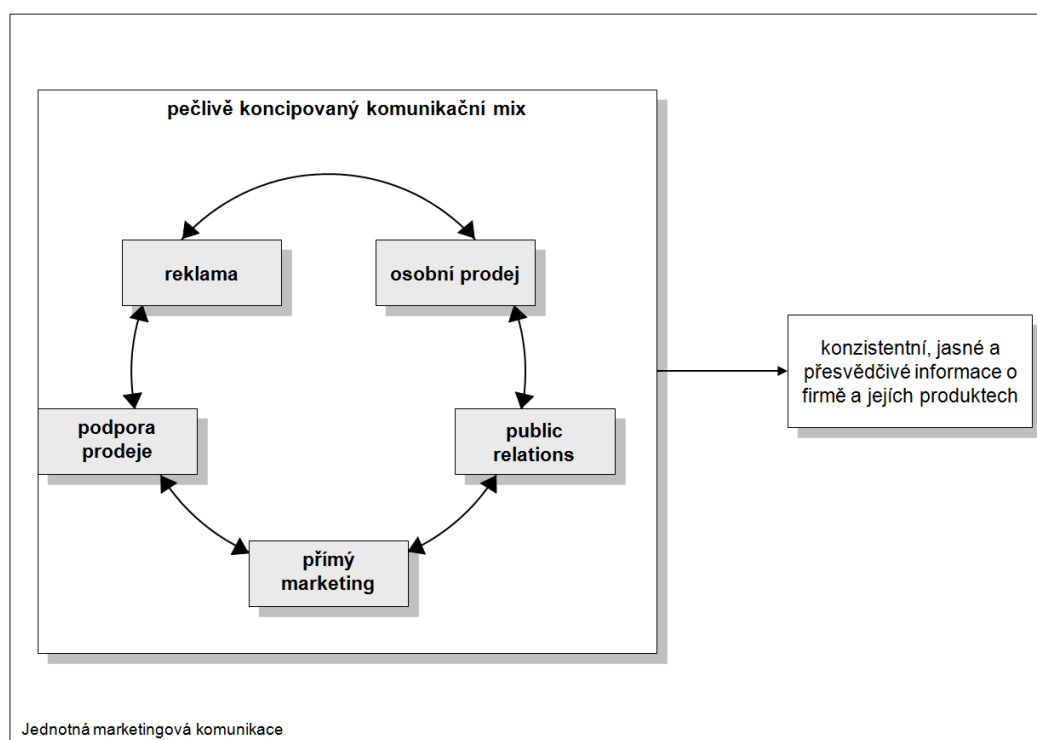 pečlivě koncipovaný komunikační mix
reklama
osobní prodej
podpora
prodeje
public
relations
přímý
marketing
konzistentní, jasné a
přesvědčivé informace o
firmě a jejích produktech
Jednotná marketingová komunikace